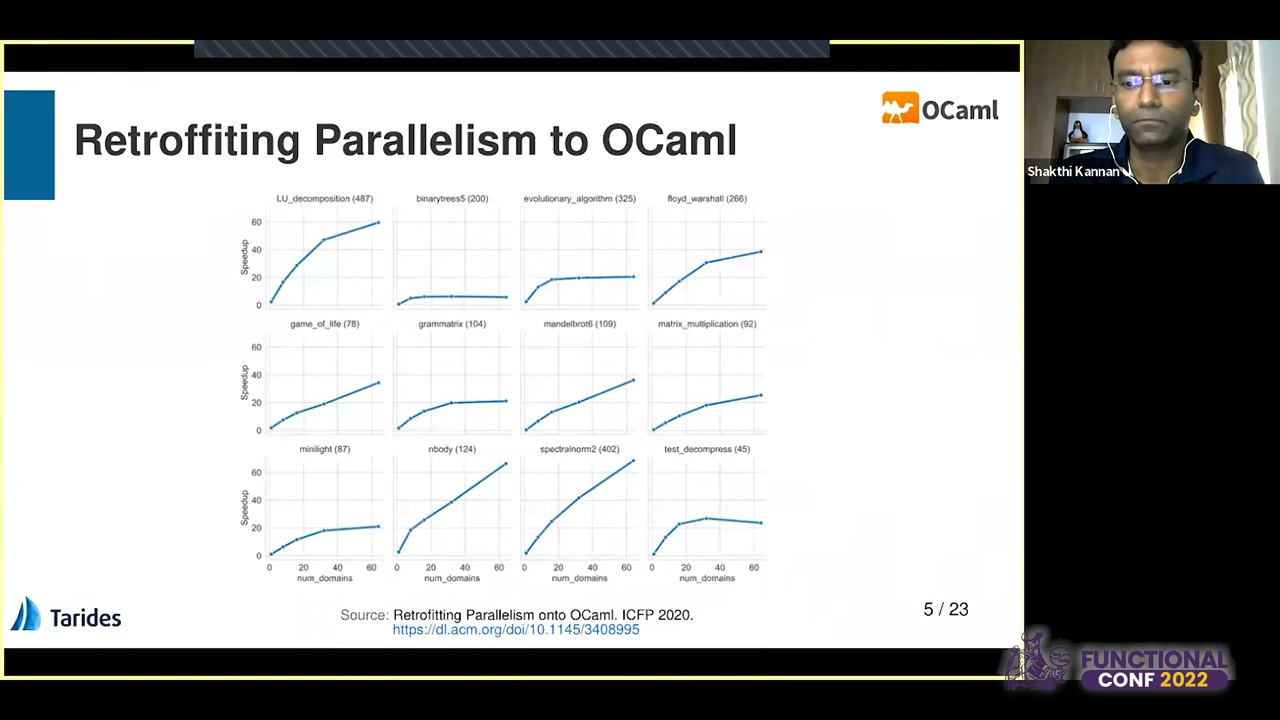 Retroffiting Parallelism to OCaml
OCaml
Shakthi Kannan
LU_decomposition (487)
binarytrees5 (200)
evolutionary_algorithm (325)
floyd_warshall (266)
Speedup
60
40
20
0
game_of_life (78)
grammatrix (104)
mandelbrot6 (109)
matrix_multiplication (92)
Speedup
60
40
20
0
minilight (87)
nbody (124)
spectralnorm2 (402)
test_decompress (45)
Speedup
60
40
20
0
0 20 40 60 0 20 40 60 0 20 40 60 0 20 40 60
num_domains num_domains num_domains num_domains
Tarides
Source: Retrofitting Parallelism onto OCaml. ICFP 2020.
https://dl.acm.org/doi/10.1145/3408995
5 / 23
FUNCTIONAL
CONF 2022